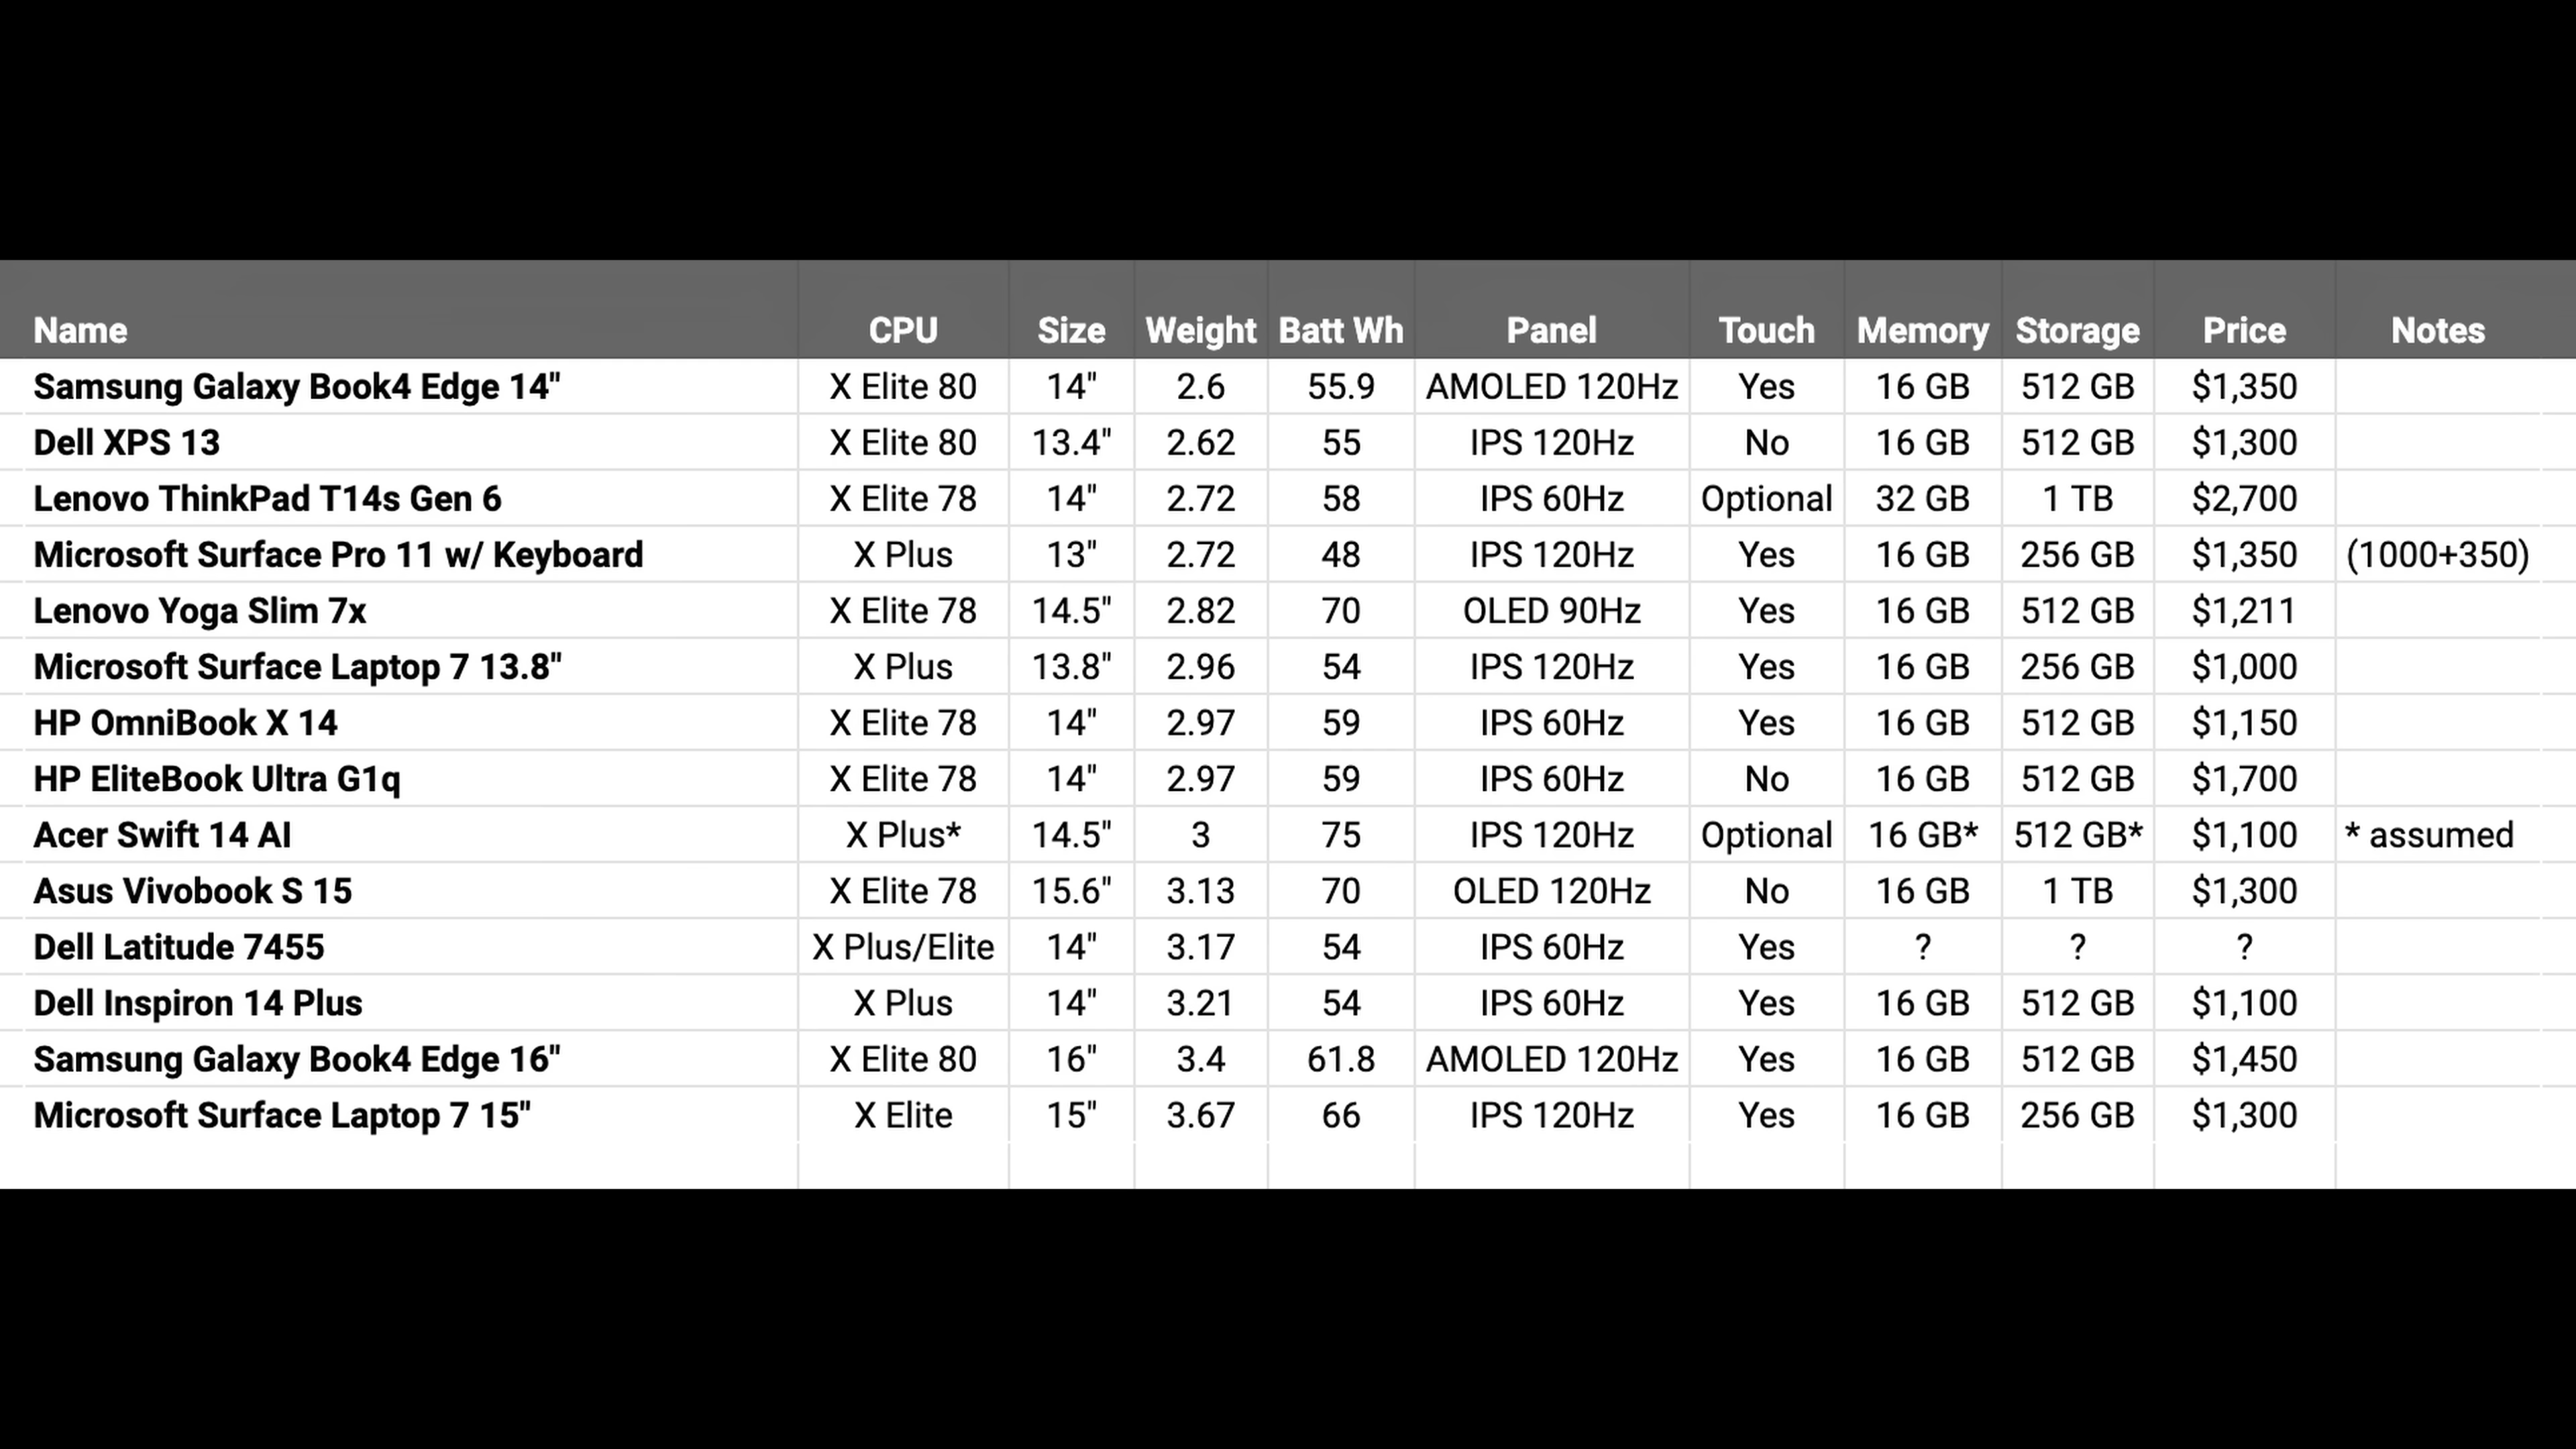 Name CPU Size Weight Batt Wh Panel Touch Memory Storage Price Notes
Samsung Galaxy Book4 Edge 14" X Elite 80 14" 2.6 55.9 AMOLED 120Hz Yes 16 GB 512 GB $1,350
Dell XPS 13 X Elite 80 13.4" 2.62 55 IPS 120Hz No 16 GB 512 GB $1,300
Lenovo ThinkPad T14s Gen 6 X Elite 78 14" 2.72 58 IPS 60Hz Optional 32 GB 1 TB $2,700
Microsoft Surface Pro 11 w/ Keyboard X Plus 13" 2.72 48 IPS 120Hz Yes 16 GB 256 GB $1,350 (1000+350)
Lenovo Yoga Slim 7x X Elite 78 14.5" 2.82 70 OLED 90Hz Yes 16 GB 512 GB $1,211
Microsoft Surface Laptop 7 13.8" X Plus 13.8" 2.96 54 IPS 120Hz Yes 16 GB 256 GB $1,000
HP OmniBook X 14 X Elite 78 14" 2.97 59 IPS 60Hz Yes 16 GB 512 GB $1,150
HP EliteBook Ultra G1q X Elite 78 14" 2.97 59 IPS 60Hz No 16 GB 512 GB $1,700
Acer Swift 14 AI X Plus* 14.5" 3 75 IPS 120Hz Optional 16 GB* 512 GB* $1,100 * assumed
Asus Vivobook S 15 X Elite 78 15.6" 3.13 70 OLED 120Hz No 16 GB 1 TB $1,300
Dell Latitude 7455 X Plus/Elite 14" 3.17 54 IPS 60Hz Yes ? ? ?
Dell Inspiron 14 Plus X Plus 14" 3.21 54 IPS 60Hz Yes 16 GB 512 GB $1,100
Samsung Galaxy Book4 Edge 16" X Elite 80 16" 3.4 61.8 AMOLED 120Hz Yes 16 GB 512 GB $1,450
Microsoft Surface Laptop 7 15" X Elite 15" 3.67 66 IPS 120Hz Yes 16 GB 256 GB $1,300